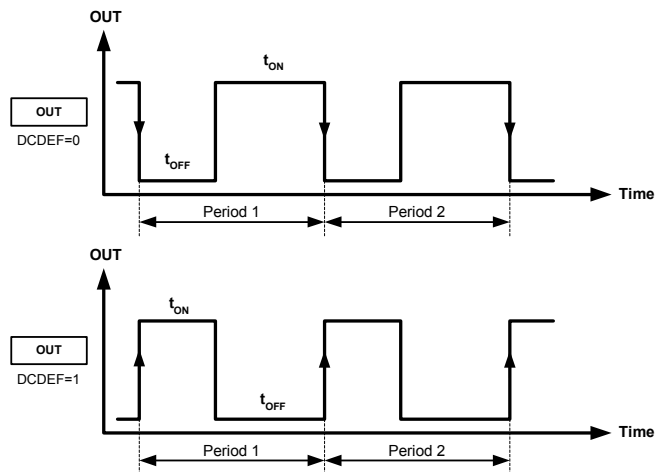 OUT
tON
OUT
DCDEF=0
tOFF
Time
Period 1
Period 2
OUT
tON
OUT
DCDEF=1
tOFF
Time
Period 1
Period 2